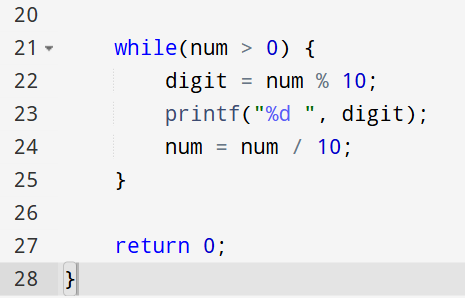 20
21 while(num > 0) {
22 digit = num % 10;
23 printf("%d ", digit);
24 num = num / 10;
25 }
26
27 return 0;
28 }